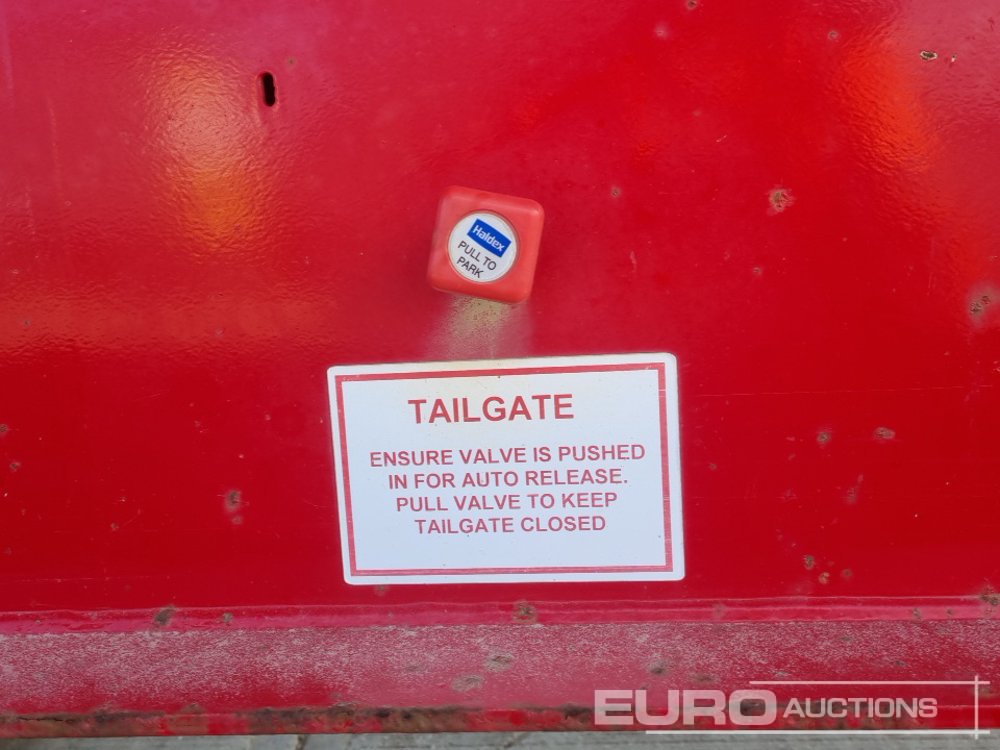 Haldex
PULL TO
PARK
TAILGATE
ENSURE VALVE IS PUSHED
IN FOR AUTO RELEASE.
PULL VALVE TO KEEP
TAILGATE CLOSED
EURO AUCTIONS